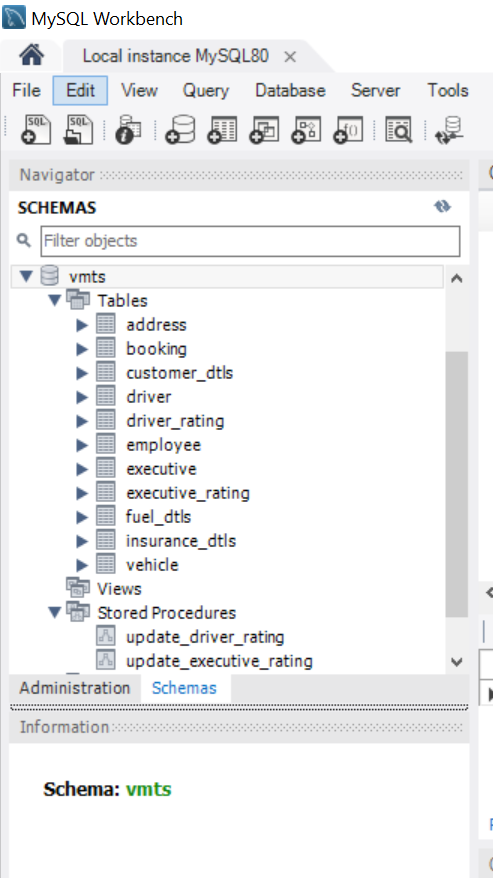 MySQL Workbench
Local instance MySQL80
File Edit View Query Database Server Tools
SQL SQL
Navigator
SCHEMAS
Filter objects
vmts
Tables
address
booking
customer_dtls
driver
driver_rating
employee
executive
executive_rating
fuel_dtls
insurance_dtls
vehicle
Views
Stored Procedures
update_driver_rating
update_executive_rating
Administration Schemas
Information
Schema: vmts